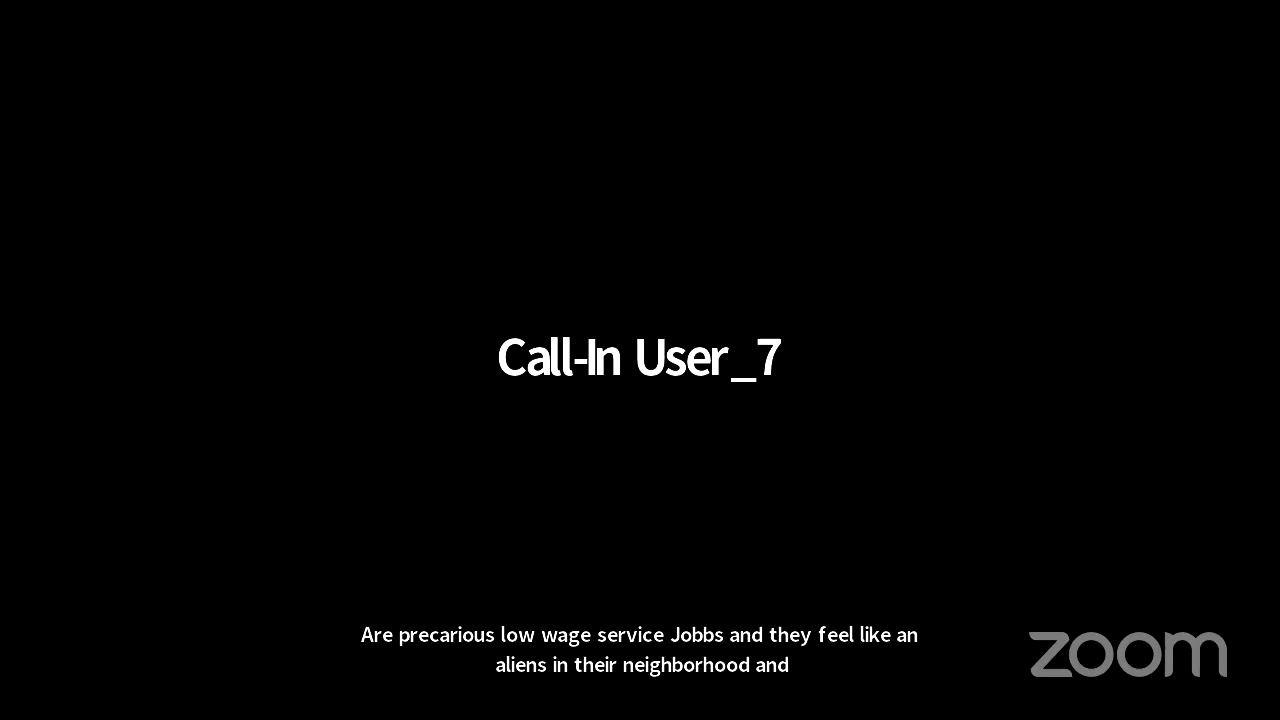 Call-In User_7
Are precarious low wage service Jobbs and they feel like an
aliens in their neighborhood and
zoom